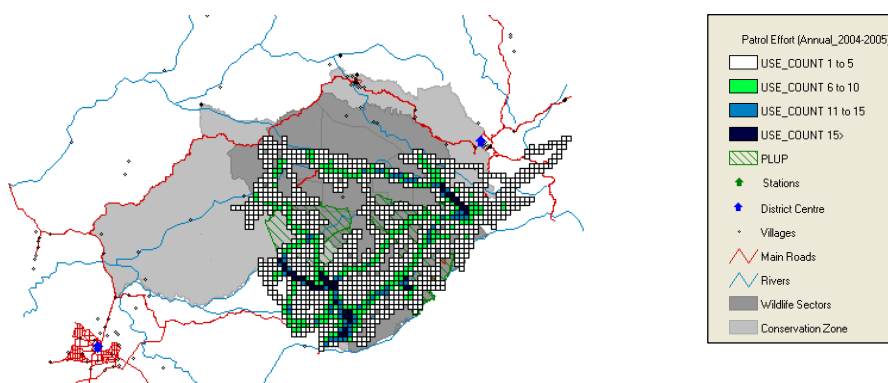 Patrol Effort (Annual_2004-2005)
USE_COUNT 1 to 5
USE_COUNT 6 to 10
USE_COUNT 11 to 15
USE_COUNT 15>
PLUP
Stations
District Centre
Villages
Main Roads
Rivers
Wildlife Sectors
Conservation Zone